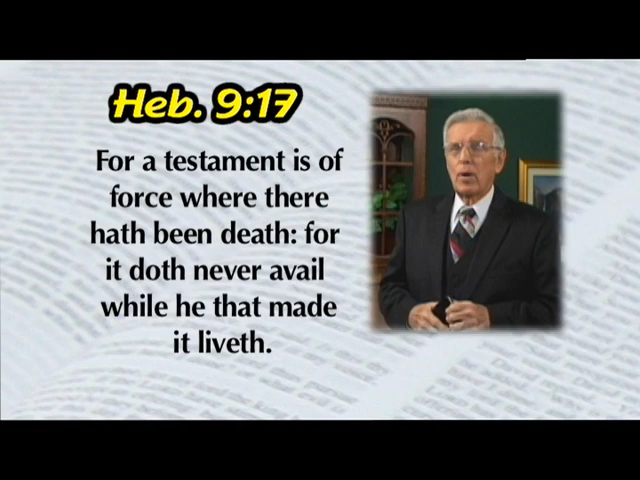 Heb. 9:17
For a testament is of
force where there
hath been death: for
it doth never avail
while he that made
it liveth.